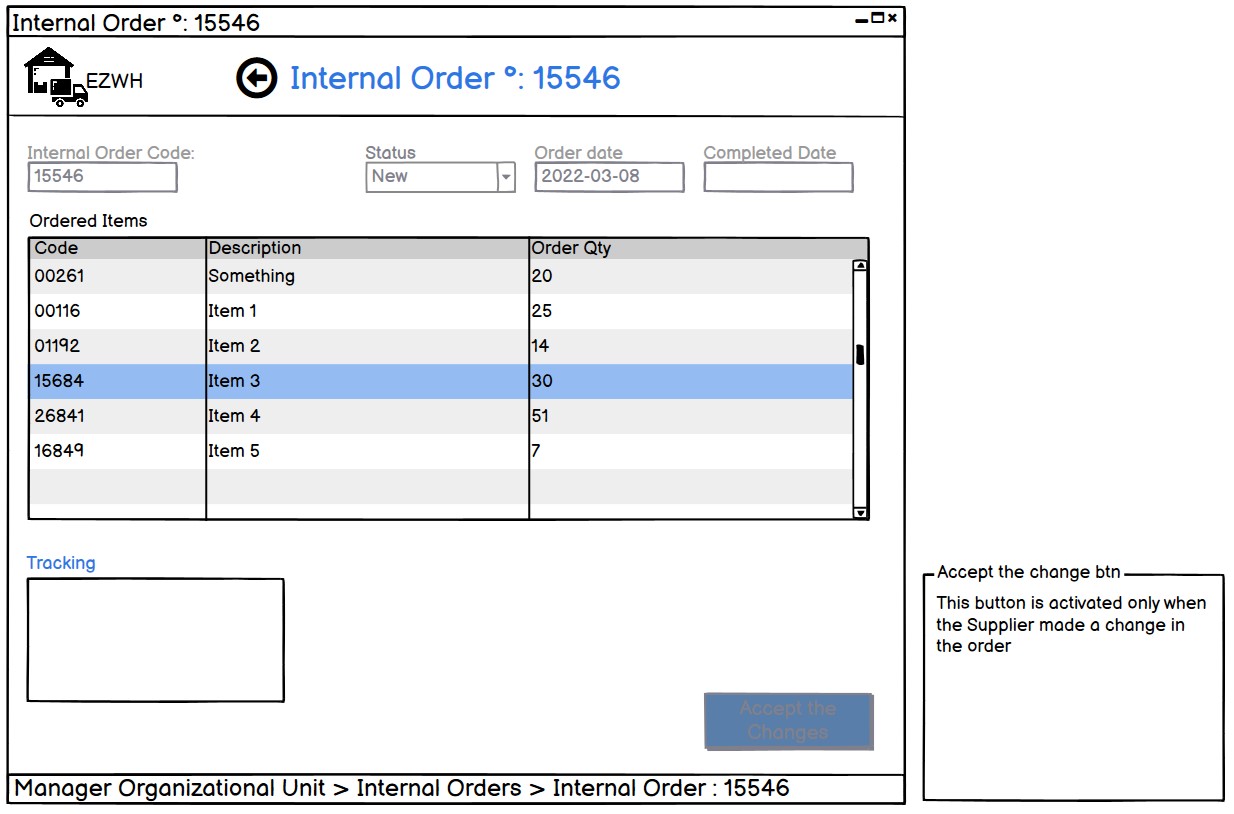 Internal Order °: 15546
EZWH
Internal Order °: 15546
Internal Order Code:
Status
Order date
Completed Date
15546
New
2022-03-08
Ordered Items
Code Description Order Qty
00261 Something 20
00116 Item 1 25
01192 Item 2 14
15684 Item 3 30
26841 Item 4 51
16849 Item 5 7
Tracking
Accept the
Changes
Manager Organizational Unit > Internal Orders > Internal Order : 15546
Accept the change btn
This button is activated only when
the Supplier made a change in
the order